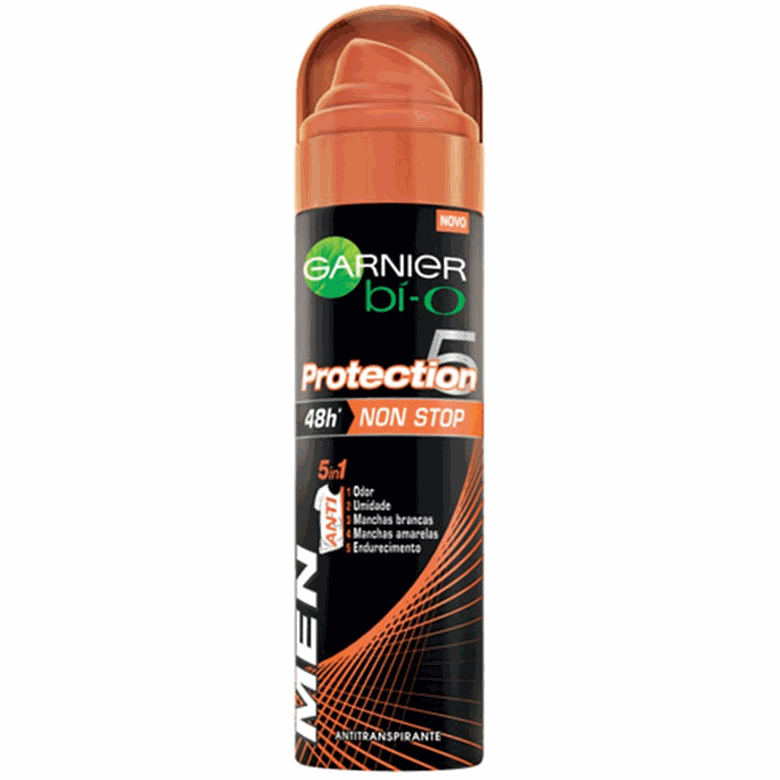 NOVO
GARNIER
bí-O
5
Protection
48h* NON STOP
5in1
ANTI
1 Odor
2 Umidade
3 Manchas brancas
4 Manchas amarelas
5 Endurecimento
MEN
ANTITRANSPIRANTE